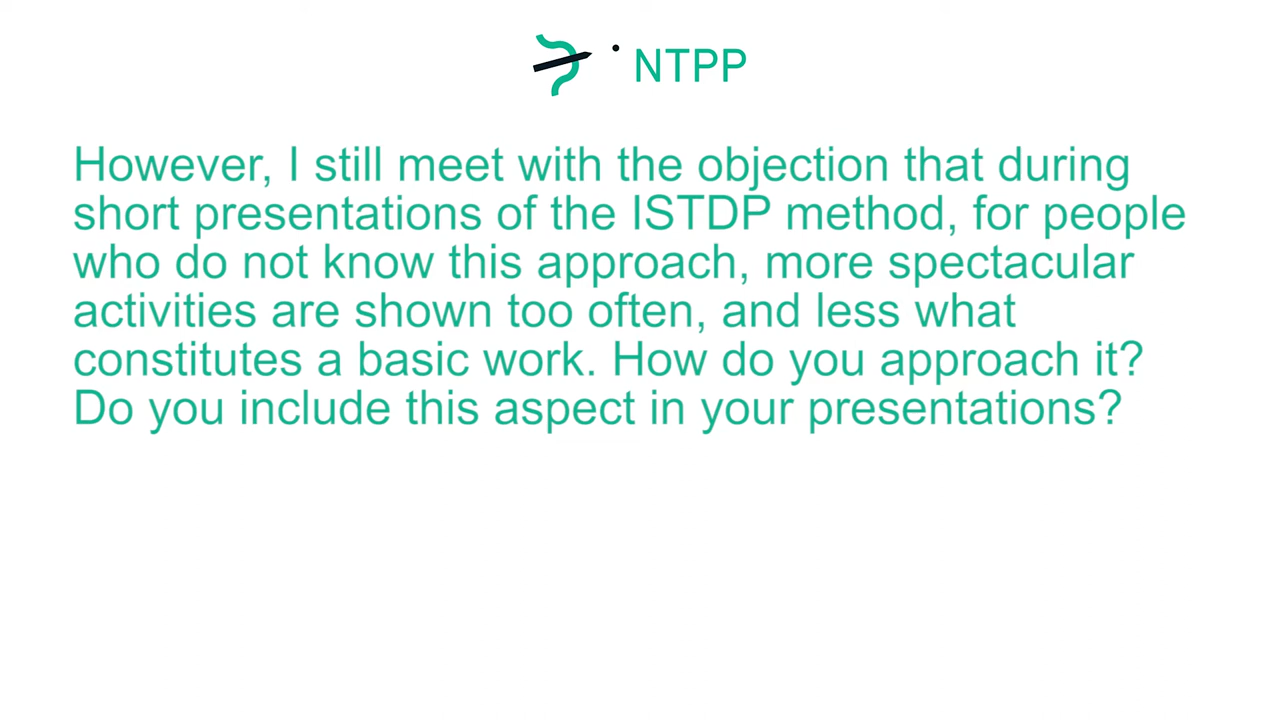 NTPP
However, I still meet with the objection that during
short presentations of the ISTDP method, for people
who do not know this approach, more spectacular
activities are shown too often, and less what
constitutes a basic work. How do you approach it?
Do you include this aspect in your presentations?